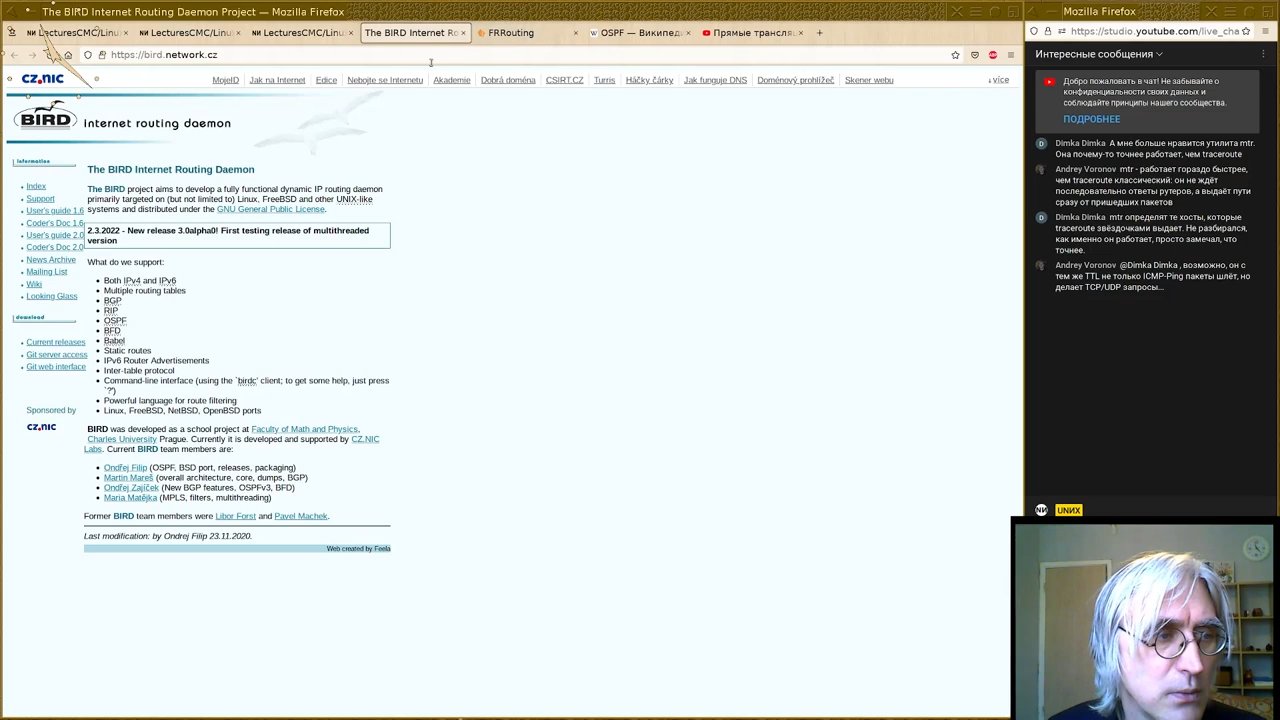 The BIRD Internet Routing Daemon Project — Mozilla Firefox
Mozilla Firefox
LecturesCMC/Linu
LecturesCMC/Linu
LecturesCMC/Linu
The BIRD Internet Ro
FRRouting
OSPF — Википед
Прямые трансля
https://bird.network.cz
https://studio.youtube.com/live_cha
CZ.NIC
MojeID
Jak na Internet
Edice
Nebojte se Internetu
Akademie
Dobrá doména
CSIRT.CZ
Turris
Háčky čárky
Jak funguje DNS
Doménový prohlížeč
Skener webu
↓více
BIRD
Internet routing daemon
information
Index
Support
User's guide 1.6
Coder's Doc 1.6
User's guide 2.0
Coder's Doc 2.0
News Archive
Mailing List
Wiki
Looking Glass
download
Current releases
Git server access
Git web interface
Sponsored by
CZ.NIC
The BIRD Internet Routing Daemon
The BIRD project aims to develop a fully functional dynamic IP routing daemon
primarily targeted on (but not limited to) Linux, FreeBSD and other UNIX-like
systems and distributed under the GNU General Public License.
2.3.2022 - New release 3.0alpha0! First testing release of multithreaded
version
What do we support:
Both IPv4 and IPv6
Multiple routing tables
BGP
RIP
OSPF
BFD
Babel
Static routes
IPv6 Router Advertisements
Inter-table protocol
Command-line interface (using the `birdc' client; to get some help, just press
`?')
Powerful language for route filtering
Linux, FreeBSD, NetBSD, OpenBSD ports
BIRD was developed as a school project at Faculty of Math and Physics,
Charles University Prague. Currently it is developed and supported by CZ.NIC
Labs. Current BIRD team members are:
Ondřej Filip (OSPF, BSD port, releases, packaging)
Martin Mareš (overall architecture, core, dumps, BGP)
Ondřej Zajíček (New BGP features, OSPFv3, BFD)
Maria Matějka (MPLS, filters, multithreading)
Former BIRD team members were Libor Forst and Pavel Machek.
Last modification: by Ondrej Filip 23.11.2020.
Web created by Feela
Интересные сообщения
Добро пожаловать в чат! Не забывайте о
конфиденциальности своих данных и
соблюдайте принципы нашего сообщества.
ПОДРОБНЕЕ
Dimka Dimka А мне больше нравится утилита mtr.
Она почему-то точнее работает, чем traceroute
Andrey Voronov mtr - работает гораздо быстрее,
чем traceroute классический: он не ждёт
последовательно ответы рутеров, а выдаёт пути
сразу от пришедших пакетов
Dimka Dimka mtr определят те хосты, которые
traceroute звёздочками выдает. Не разбирался,
как именно он работает, просто замечал, что
точнее.
Andrey Voronov @Dimka Dimka , возможно, он с
тем же TTL не только ICMP-Ping пакеты шлёт, но
делает TCP/UDP запросы...
UNИX